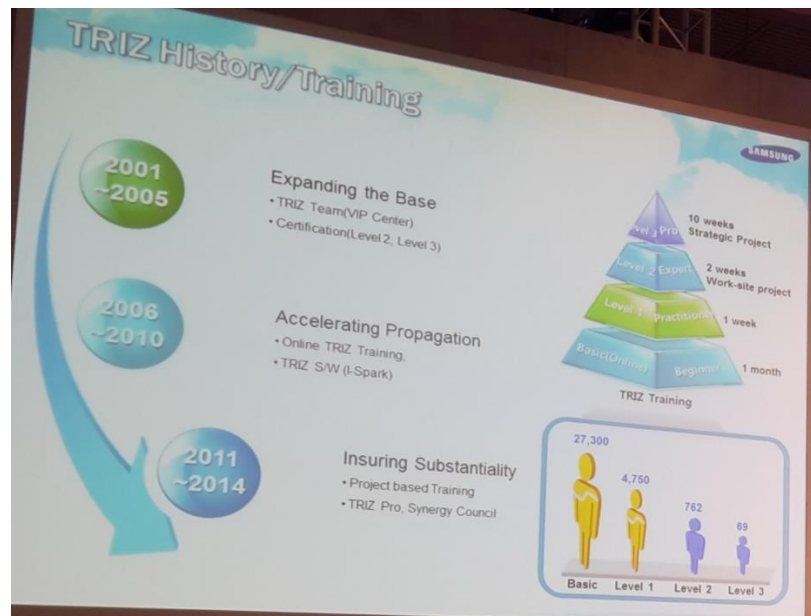 TRIZ History/Training
SAMSUNG
2001
~2005
Expanding the Base
• TRIZ Team(VIP Center)
• Certification(Level 2, Level 3)
2006
~2010
Accelerating Propagation
• Online TRIZ Training,
• TRIZ S/W (I-Spark)
2011
~2014
Insuring Substantiality
• Project based Training
• TRIZ Pro, Synergy Council
Level 3 Pro
10 weeks
Strategic Project
Level 2 Expert
2 weeks
Work-site project
Level 1 Practitioner
1 week
Basic(Online) Beginner
1 month
TRIZ Training
27,300
4,750
762
69
Basic Level 1 Level 2 Level 3